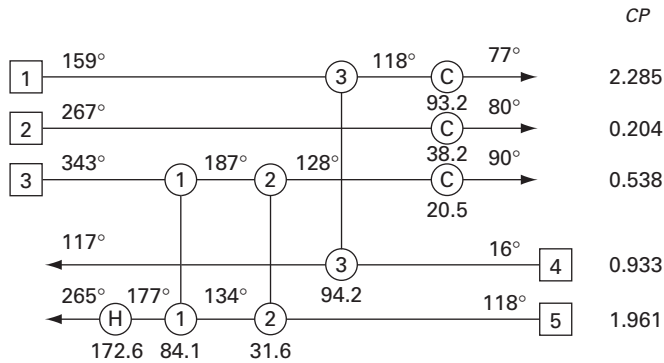 CP
1 159° 3 118° C 77° 2.285
93.2
2 267° C 80° 0.204
38.2
3 343° 1 187° 2 128° C 90° 0.538
20.5
117° 3 16° 4 0.933
94.2
265° H 177° 1 134° 2 118° 5 1.961
172.6 84.1 31.6